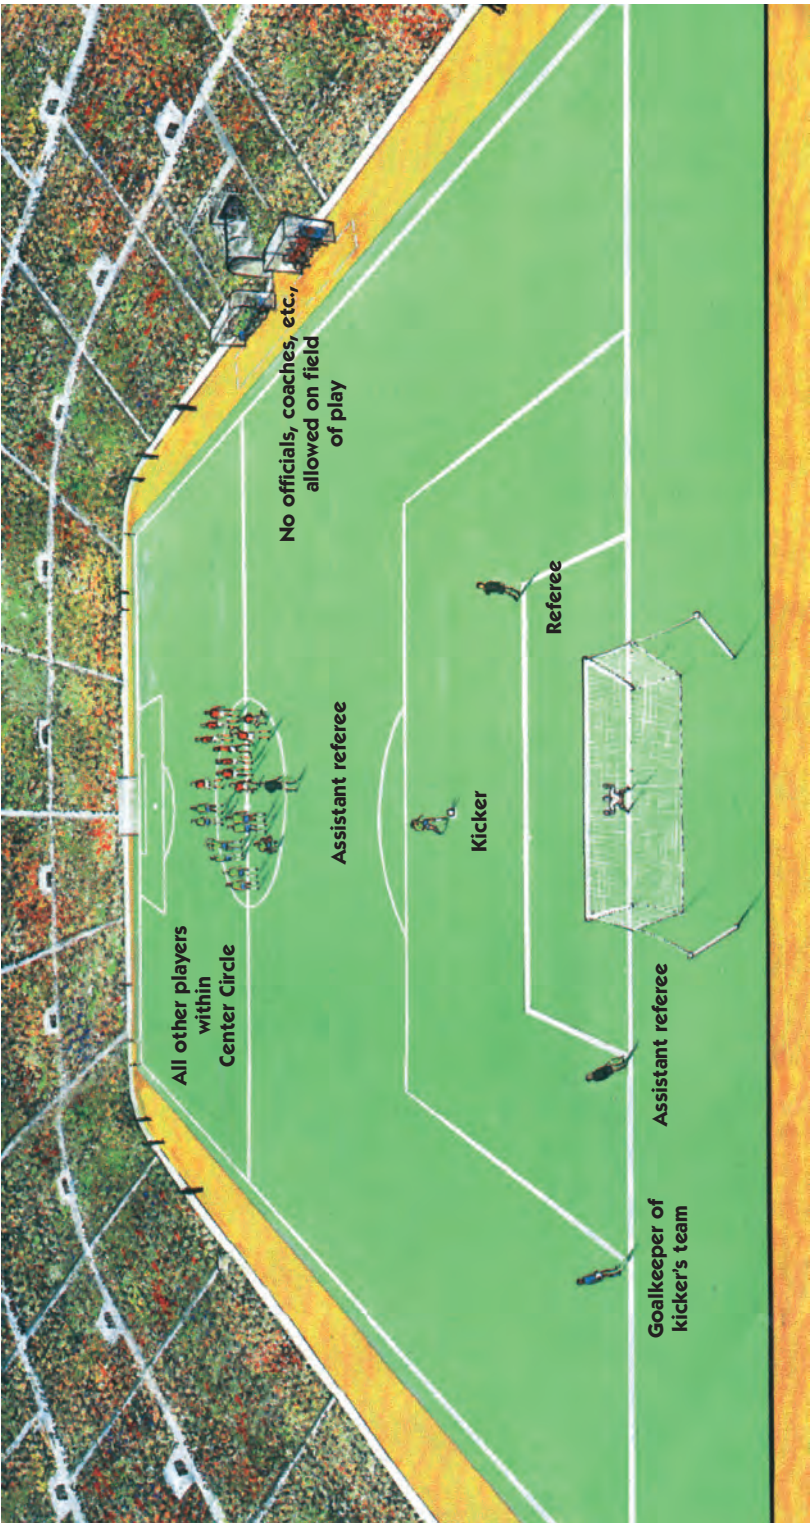 All other players
within
Center Circle
No officials, coaches, etc.,
allowed on field
of play
Assistant referee
Kicker
Referee
Goalkeeper of
kicker's team
Assistant referee